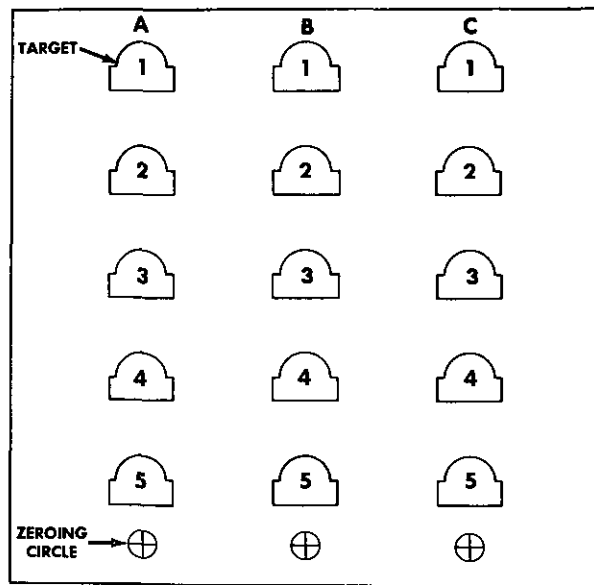 A B C
TARGET
1 1 1
2 2 2
3 3 3
4 4 4
5 5 5
ZEROING
CIRCLE